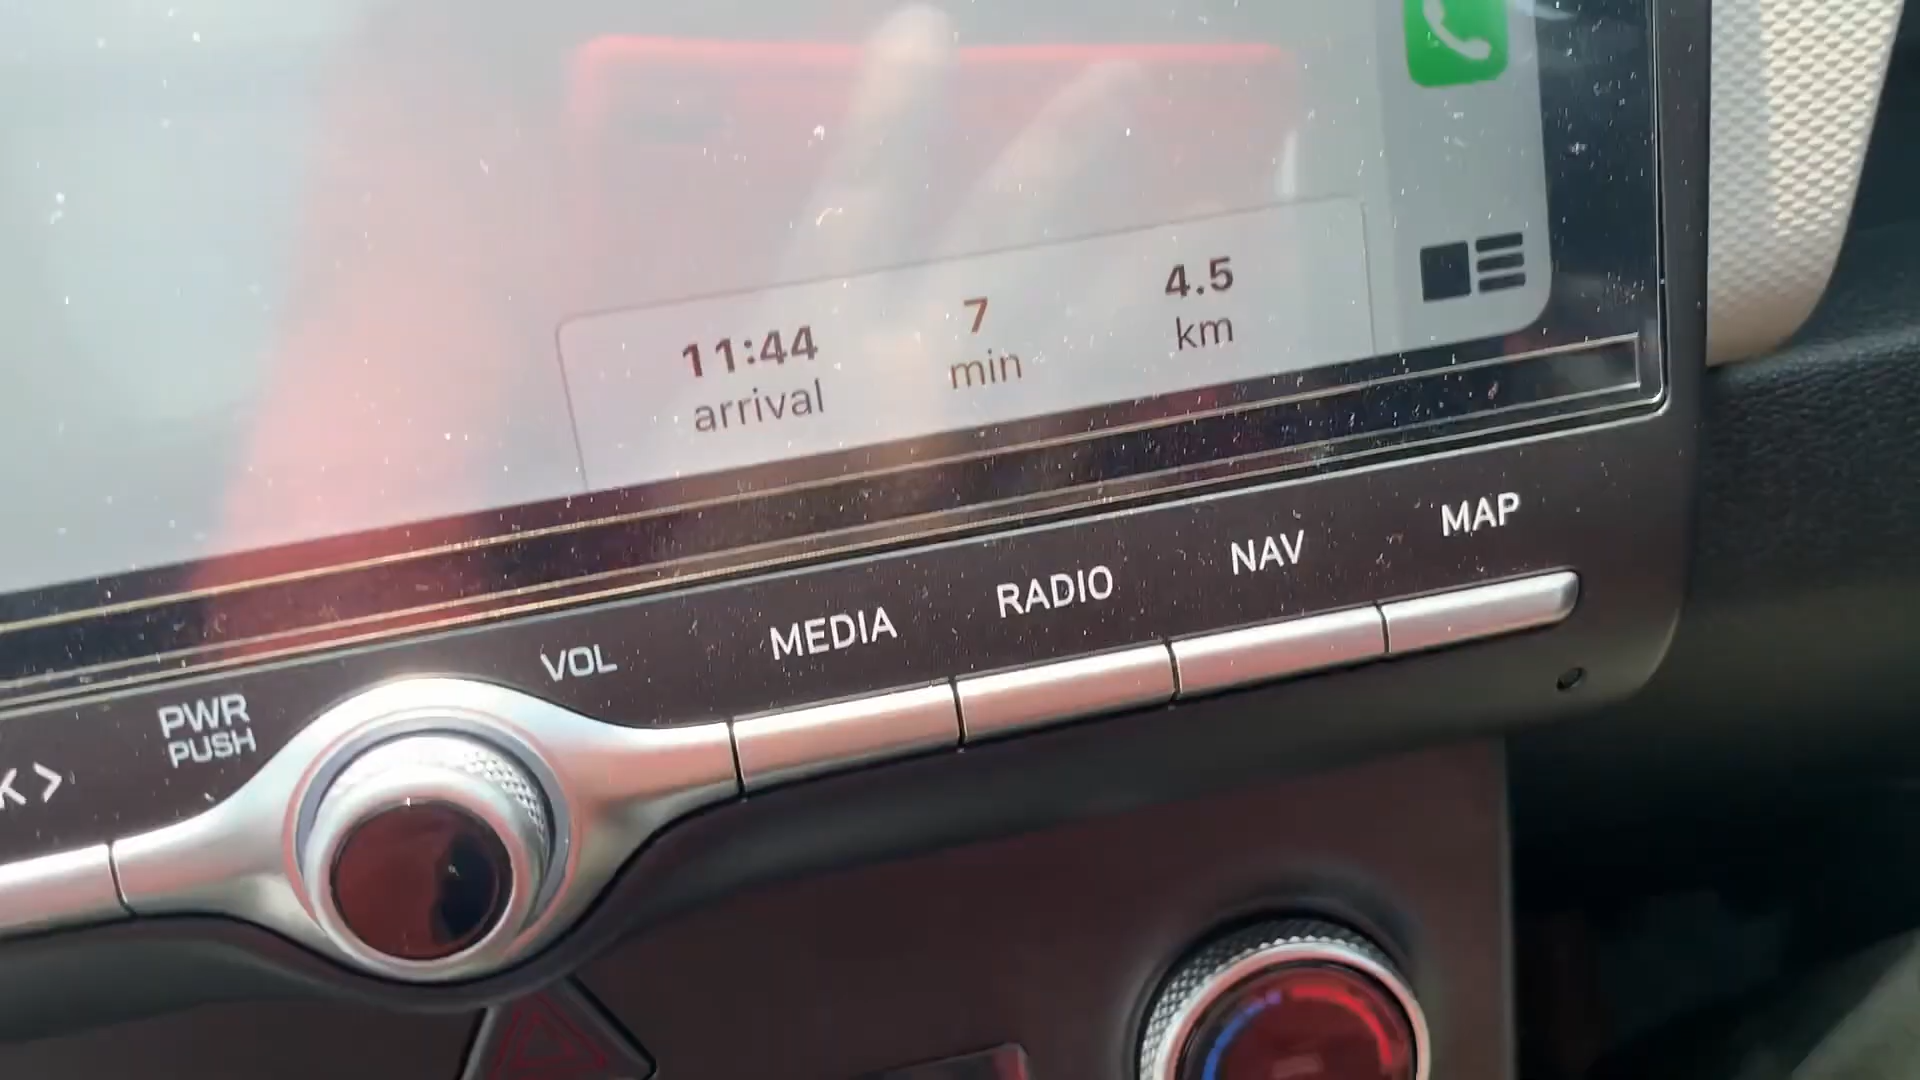 11:44
arrival
7
min
4.5
km
PWR
PUSH
VOL
MEDIA
RADIO
NAV
MAP
K >